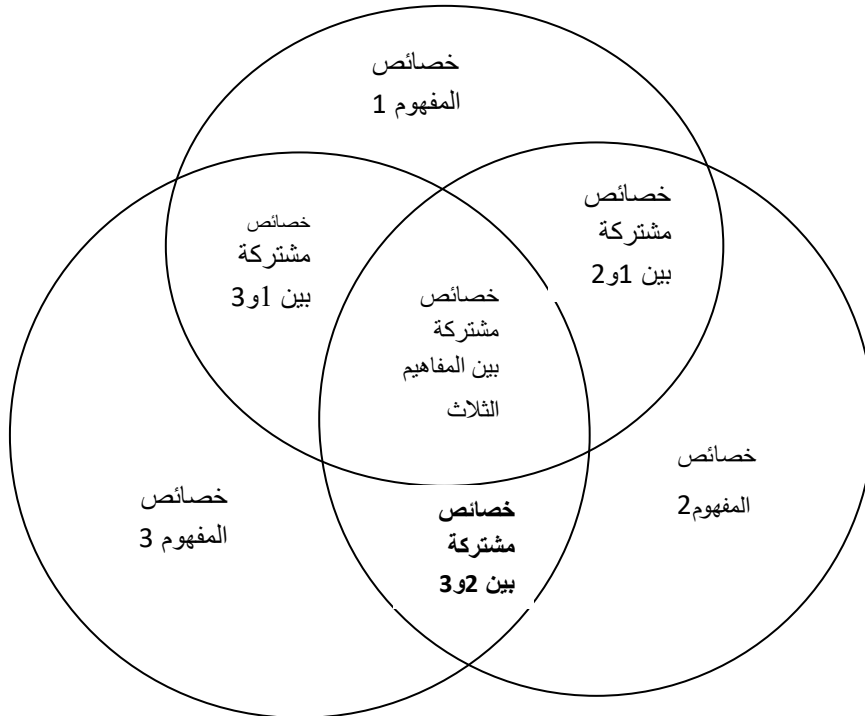 خصائص
المفهوم 1
خصائص
مشتركة
بين 1و2
خصائص
مشتركة
بين 1و3
خصائص
مشتركة
بين المفاهيم
الثلاث
خصائص
المفهوم2
خصائص
المفهوم 3
خصائص
مشتركة
بين 2و3